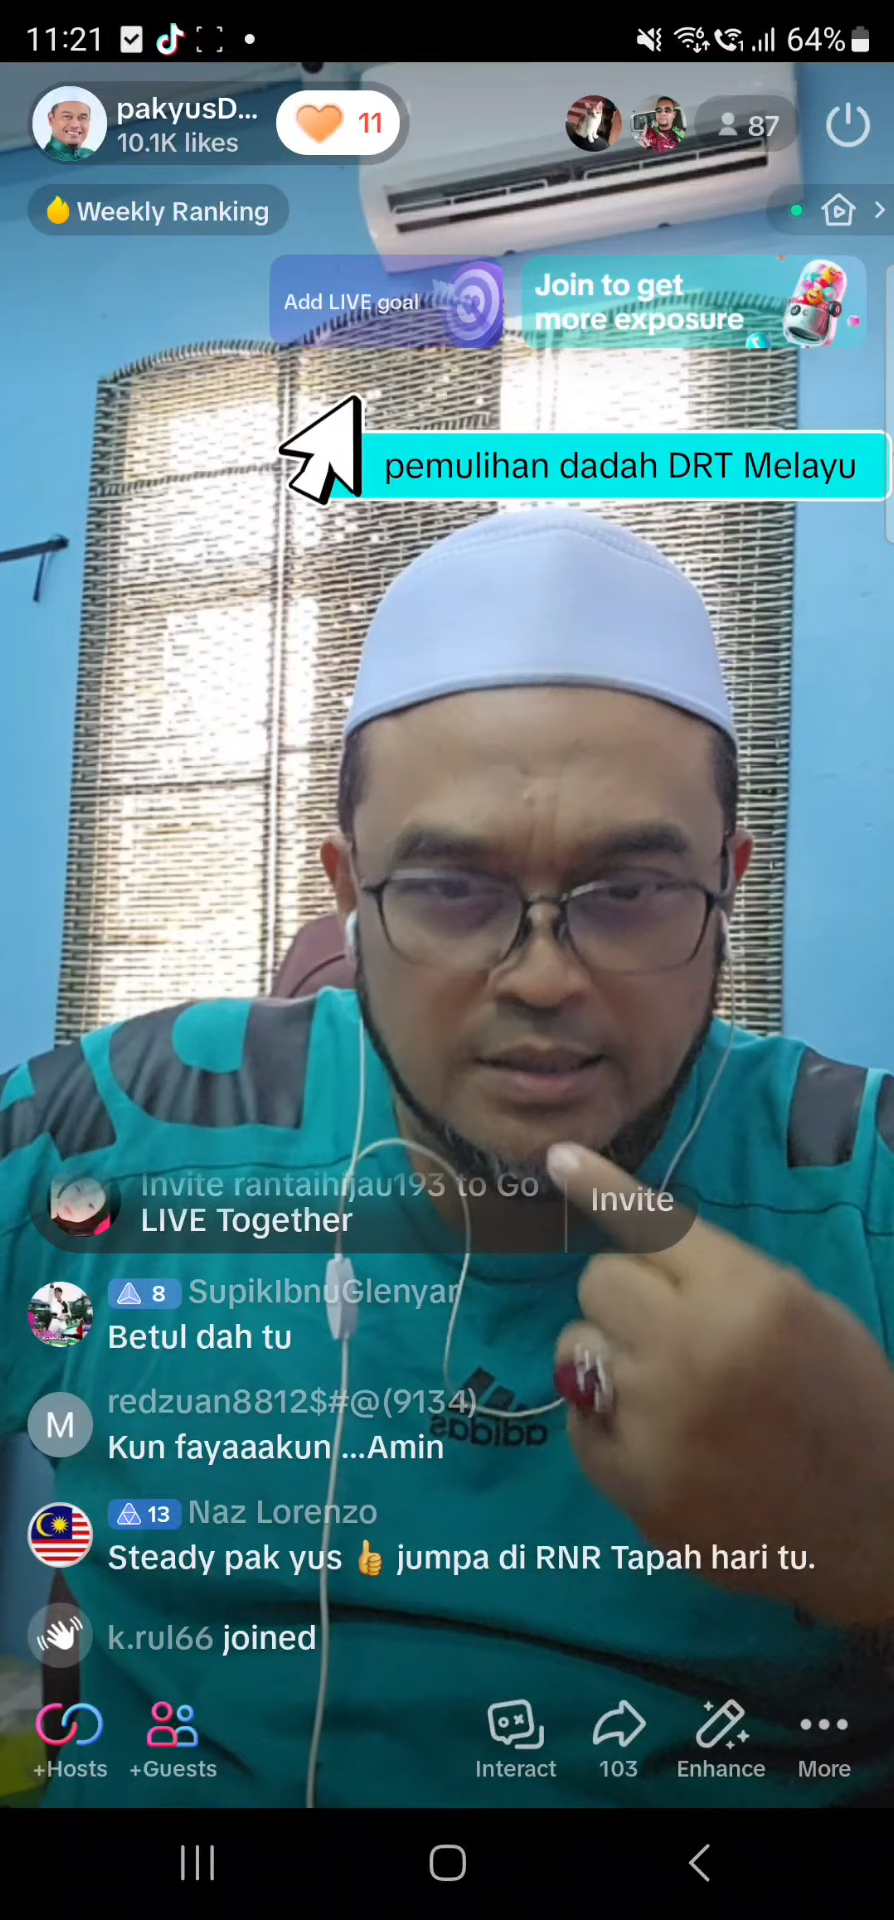 11:21
64%
pakyusD...
10.1K likes
11
87
Weekly Ranking
Add LIVE goal
Join to get
more exposure
pemulihan dadah DRT Melayu
Invite rantaihijau193 to Go
LIVE Together
Invite
8 SupikIbnuGlenyar
Betul dah tu
redzuan8812$#@(9134)
M
Kun fayaaakun ...Amin
adidas
13 Naz Lorenzo
Steady pak yus 👍 jumpa di RNR Tapah hari tu.
k.rul66 joined
+Hosts
+Guests
Interact
103
Enhance
More